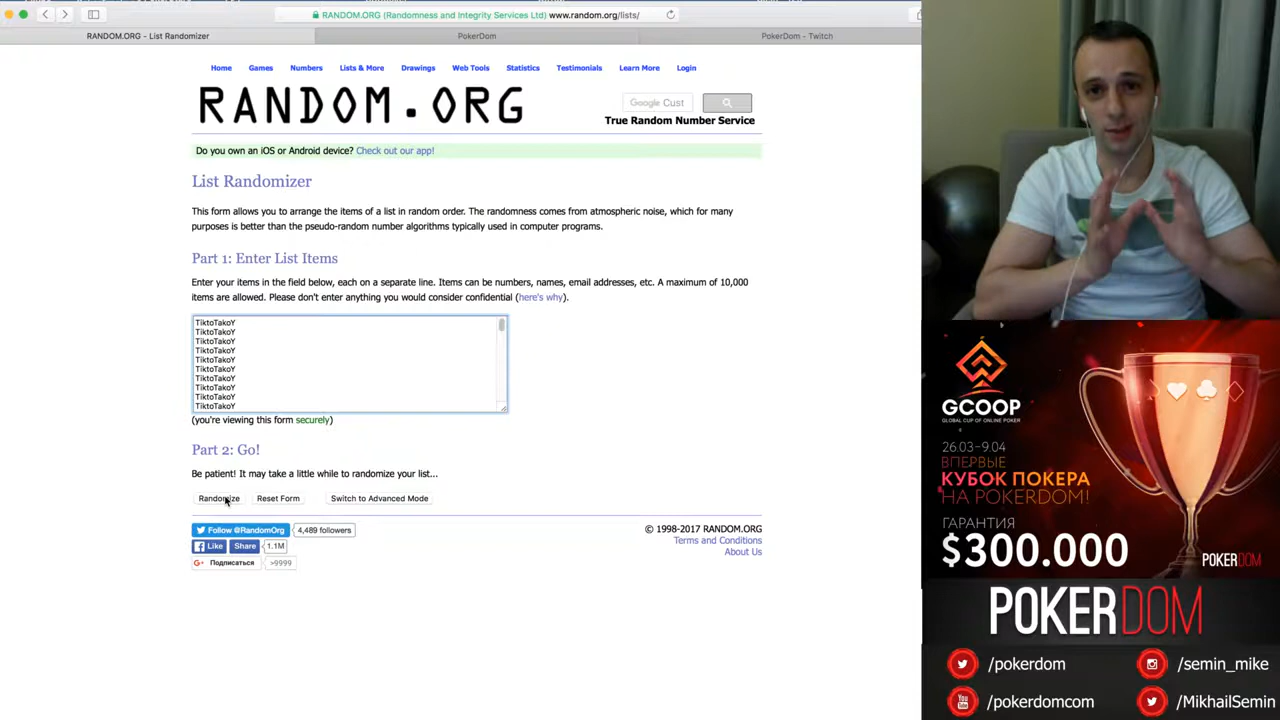 RANDOM.ORG (Randomness and Integrity Services Ltd) www.random.org/lists/
RANDOM.ORG - List Randomizer
PokerDom
PokerDom - Twitch
Home
Games
Numbers
Lists & More
Drawings
Web Tools
Statistics
Testimonials
Learn More
Login
RANDOM.ORG
Google Cust
True Random Number Service
Do you own an iOS or Android device? Check out our app!
List Randomizer
This form allows you to arrange the items of a list in random order. The randomness comes from atmospheric noise, which for many
purposes is better than the pseudo-random number algorithms typically used in computer programs.
Part 1: Enter List Items
Enter your items in the field below, each on a separate line. Items can be numbers, names, email addresses, etc. A maximum of 10,000
items are allowed. Please don't enter anything you would consider confidential (here's why).
TiktoTakoY
TiktoTakoY
TiktoTakoY
TiktoTakoY
TiktoTakoY
TiktoTakoY
TiktoTakoY
TiktoTakoY
TiktoTakoY
TiktoTakoY
(you're viewing this form securely)
Part 2: Go!
Be patient! It may take a little while to randomize your list...
Randomize
Reset Form
Switch to Advanced Mode
Follow @RandomOrg
4,489 followers
Like
Share
1.1M
Подписаться
>9999
© 1998-2017 RANDOM.ORG
Terms and Conditions
About Us
GCOOP
GLOBAL CUP OF ONLINE POKER
26.03-9.04
ВПЕРВЫЕ
КУБОК ПОКЕРА
НА POKERDOM!
ГАРАНТИЯ
$300.000
POKERDOM
POKERDOM
/pokerdom
/semin_mike
/pokerdomcom
/MikhailSemin